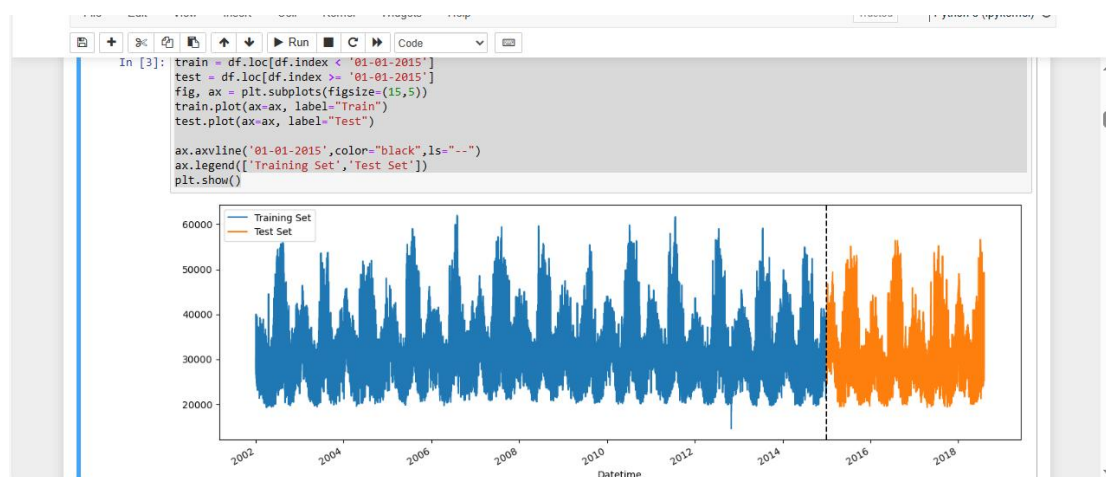 Run
Code
In [3]:
train = df.loc[df.index < '01-01-2015']
test = df.loc[df.index >= '01-01-2015']
fig, ax = plt.subplots(figsize=(15,5))
train.plot(ax=ax, label="Train")
test.plot(ax=ax, label="Test")
ax.axvline('01-01-2015',color="black",ls="--")
ax.legend(['Training Set','Test Set'])
plt.show()
Training Set
Test Set
60000
50000
40000
30000
20000
2002 2004 2006 2008 2010 2012 2014 2016 2018
Datetime